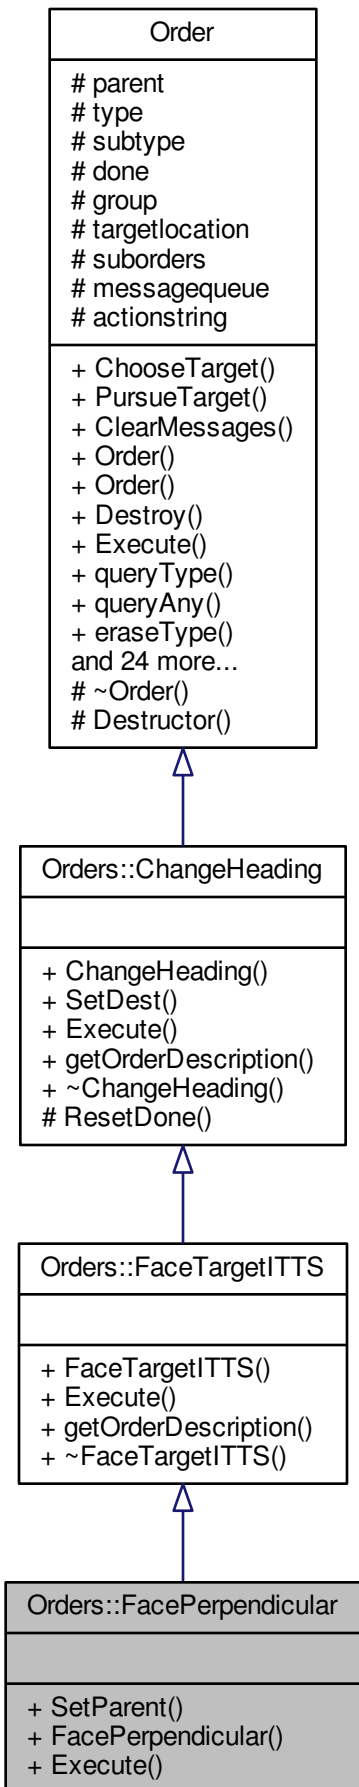 Order
# parent
# type
# subtype
# done
# group
# targetlocation
# suborders
# messagequeue
# actionstring
+ ChooseTarget()
+ PursueTarget()
+ ClearMessages()
+ Order()
+ Order()
+ Destroy()
+ Execute()
+ queryType()
+ queryAny()
+ eraseType()
and 24 more...
# ~Order()
# Destructor()
Orders::ChangeHeading
+ ChangeHeading()
+ SetDest()
+ Execute()
+ getOrderDescription()
+ ~ChangeHeading()
# ResetDone()
Orders::FaceTargetITTS
+ FaceTargetITTS()
+ Execute()
+ getOrderDescription()
+ ~FaceTargetITTS()
Orders::FacePerpendicular
+ SetParent()
+ FacePerpendicular()
+ Execute()